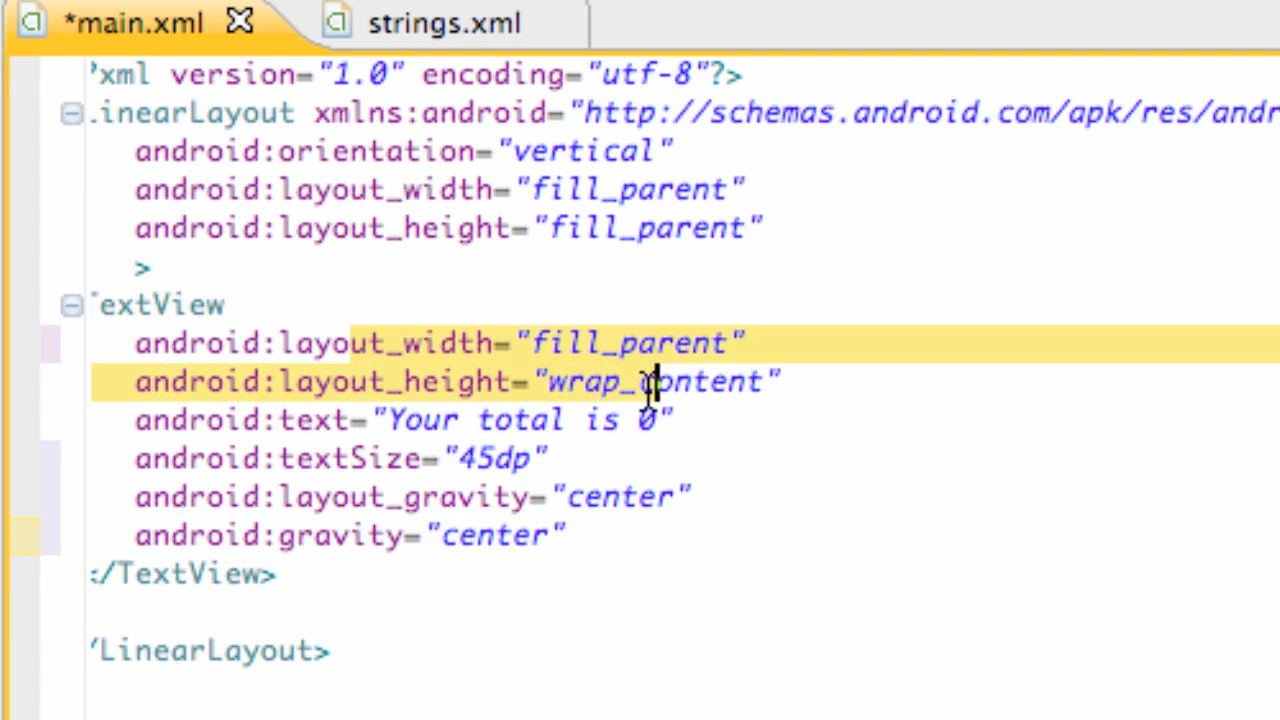 *main.xml strings.xml
?xml version="1.0" encoding="utf-8"?>
LinearLayout xmlns:android="http://schemas.android.com/apk/res/andr
android:orientation="vertical"
android:layout_width="fill_parent"
android:layout_height="fill_parent"
>
TextView
android:layout_width="fill_parent"
android:layout_height="wrap_content"
android:text="Your total is 0"
android:textSize="45dp"
android:layout_gravity="center"
android:gravity="center"
</TextView>
/LinearLayout>